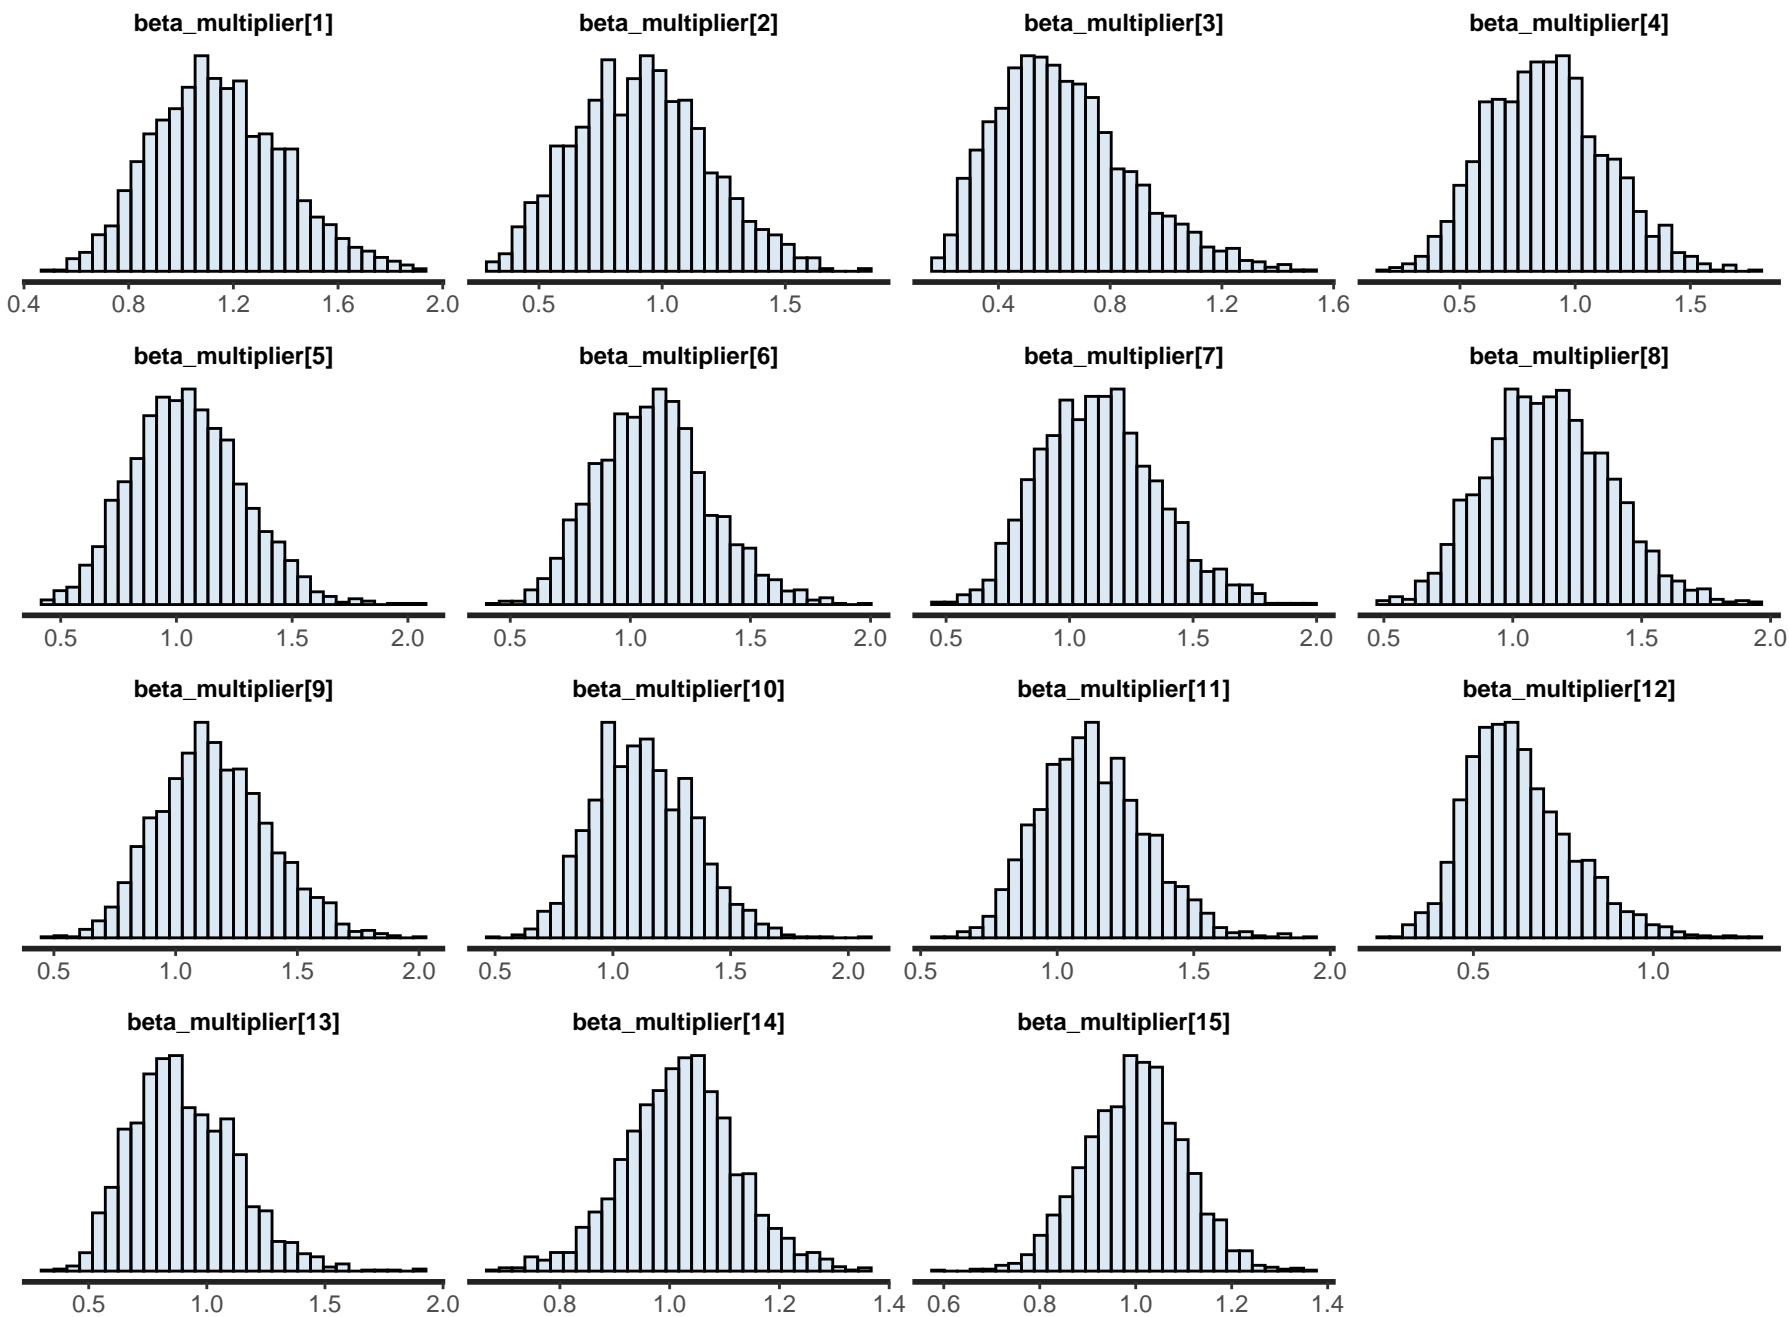 beta_multiplier[1] beta_multiplier[2] beta_multiplier[3] beta_multiplier[4]
0.4 0.8 1.2 1.6 2.0 0.5 1.0 1.5 0.4 0.8 1.2 1.6 0.5 1.0 1.5
beta_multiplier[5] beta_multiplier[6] beta_multiplier[7] beta_multiplier[8]
0.5 1.0 1.5 2.0 0.5 1.0 1.5 2.0 0.5 1.0 1.5 2.0 0.5 1.0 1.5 2.0
beta_multiplier[9] beta_multiplier[10] beta_multiplier[11] beta_multiplier[12]
0.5 1.0 1.5 2.0 0.5 1.0 1.5 2.0 0.5 1.0 1.5 2.0 0.5 1.0
beta_multiplier[13] beta_multiplier[14] beta_multiplier[15]
0.5 1.0 1.5 2.0 0.8 1.0 1.2 1.4 0.6 0.8 1.0 1.2 1.4